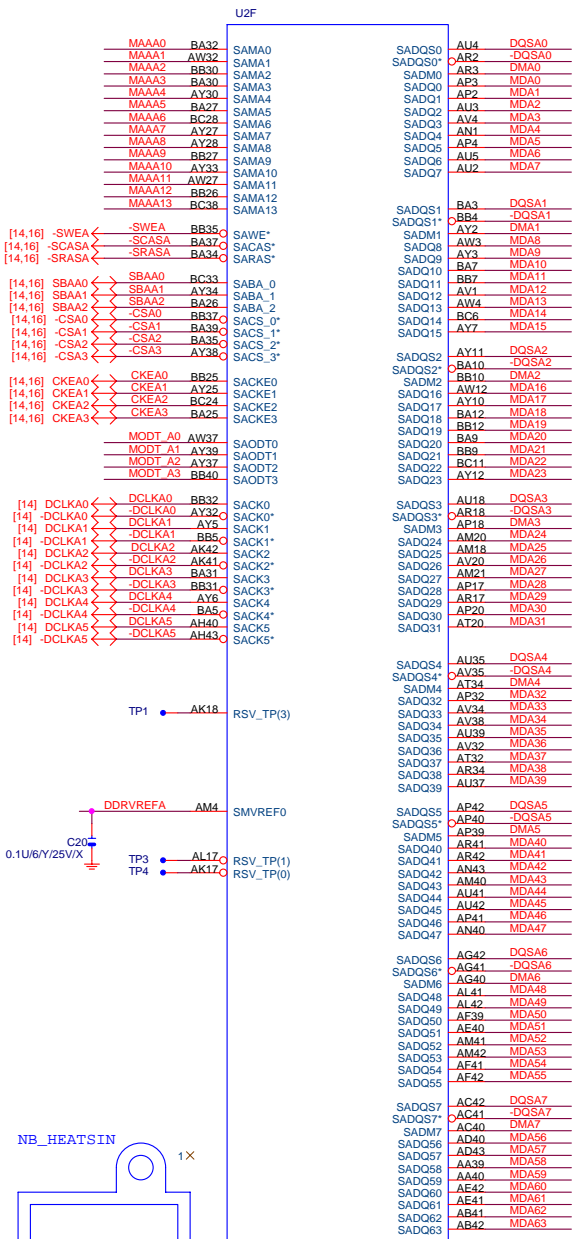 U2F
MAAA0 BA32 SAMA0
MAAA1 AW32 SAMA1
MAAA2 BB30 SAMA2
MAAA3 BA30 SAMA3
MAAA4 AY30 SAMA4
MAAA5 BA27 SAMA5
MAAA6 BC28 SAMA6
MAAA7 AY27 SAMA7
MAAA8 AY28 SAMA8
MAAA9 BB27 SAMA9
MAAA10 AY33 SAMA10
MAAA11 AW27 SAMA11
MAAA12 BB26 SAMA12
MAAA13 BC38 SAMA13
[14,16] -SWEA -SWEA BB35 SAWE*
[14,16] -SCASA -SCASA BA37 SACAS*
[14,16] -SRASA -SRASA BA34 SARAS*
[14,16] SBAA0 SBAA0 BC33 SABA_0
[14,16] SBAA1 SBAA1 AY34 SABA_1
[14,16] SBAA2 SBAA2 BA26 SABA_2
[14,16] -CSA0 -CSA0 BB37 SACS_0*
[14,16] -CSA1 -CSA1 BA39 SACS_1*
[14,16] -CSA2 -CSA2 BA35 SACS_2*
[14,16] -CSA3 -CSA3 AY38 SACS_3*
[14,16] CKEA0 CKEA0 BB25 SACKE0
[14,16] CKEA1 CKEA1 AY25 SACKE1
[14,16] CKEA2 CKEA2 BC24 SACKE2
[14,16] CKEA3 CKEA3 BA25 SACKE3
MODT_A0 AW37 SAODT0
MODT_A1 AY39 SAODT1
MODT_A2 AY37 SAODT2
MODT_A3 BB40 SAODT3
[14] DCLKA0 DCLKA0 BB32 SACK0
[14] -DCLKA0 -DCLKA0 AY32 SACK0*
[14] DCLKA1 DCLKA1 AY5 SACK1
[14] -DCLKA1 -DCLKA1 BB5 SACK1*
[14] DCLKA2 DCLKA2 AK42 SACK2
[14] -DCLKA2 -DCLKA2 AK41 SACK2*
[14] DCLKA3 DCLKA3 BA31 SACK3
[14] -DCLKA3 -DCLKA3 BB31 SACK3*
[14] DCLKA4 DCLKA4 AY6 SACK4
[14] -DCLKA4 -DCLKA4 BA5 SACK4*
[14] DCLKA5 DCLKA5 AH40 SACK5
[14] -DCLKA5 -DCLKA5 AH43 SACK5*
TP1 AK18 RSV_TP(3)
DDRVREFA AM4 SMVREF0
C20
0.1U/6/Y/25V/X
TP3 AL17 RSV_TP(1)
TP4 AK17 RSV_TP(0)
NB_HEATSIN
1
SADQS0 AU4 DQSA0
SADQS0* AR2 -DQSA0
SADM0 AR3 DMA0
SADQ0 AP3 MDA0
SADQ1 AP2 MDA1
SADQ2 AU3 MDA2
SADQ3 AV4 MDA3
SADQ4 AN1 MDA4
SADQ5 AP4 MDA5
SADQ6 AU5 MDA6
SADQ7 AU2 MDA7
SADQS1 BA3 DQSA1
SADQS1* BB4 -DQSA1
SADM1 AY2 DMA1
SADQ8 AW3 MDA8
SADQ9 AY3 MDA9
SADQ10 BA7 MDA10
SADQ11 BB7 MDA11
SADQ12 AV1 MDA12
SADQ13 AW4 MDA13
SADQ14 BC6 MDA14
SADQ15 AY7 MDA15
SADQS2 AY11 DQSA2
SADQS2* BA10 -DQSA2
SADM2 BB10 DMA2
SADQ16 AW12 MDA16
SADQ17 AY10 MDA17
SADQ18 BA12 MDA18
SADQ19 BB12 MDA19
SADQ20 BA9 MDA20
SADQ21 BB9 MDA21
SADQ22 BC11 MDA22
SADQ23 AY12 MDA23
SADQS3 AU18 DQSA3
SADQS3* AR18 -DQSA3
SADM3 AP18 DMA3
SADQ24 AM20 MDA24
SADQ25 AM18 MDA25
SADQ26 AV20 MDA26
SADQ27 AM21 MDA27
SADQ28 AP17 MDA28
SADQ29 AR17 MDA29
SADQ30 AP20 MDA30
SADQ31 AT20 MDA31
SADQS4 AU35 DQSA4
SADQS4* AV35 -DQSA4
SADM4 AT34 DMA4
SADQ32 AP32 MDA32
SADQ33 AV34 MDA33
SADQ34 AV38 MDA34
SADQ35 AU39 MDA35
SADQ36 AV32 MDA36
SADQ37 AT32 MDA37
SADQ38 AR34 MDA38
SADQ39 AU37 MDA39
SADQS5 AP42 DQSA5
SADQS5* AP40 -DQSA5
SADM5 AP39 DMA5
SADQ40 AR41 MDA40
SADQ41 AR42 MDA41
SADQ42 AN43 MDA42
SADQ43 AM40 MDA43
SADQ44 AU41 MDA44
SADQ45 AU42 MDA45
SADQ46 AP41 MDA46
SADQ47 AN40 MDA47
SADQS6 AG42 DQSA6
SADQS6* AG41 -DQSA6
SADM6 AG40 DMA6
SADQ48 AL41 MDA48
SADQ49 AL42 MDA49
SADQ50 AF39 MDA50
SADQ51 AE40 MDA51
SADQ52 AM41 MDA52
SADQ53 AM42 MDA53
SADQ54 AF41 MDA54
SADQ55 AF42 MDA55
SADQS7 AC42 DQSA7
SADQS7* AC41 -DQSA7
SADM7 AC40 DMA7
SADQ56 AD40 MDA56
SADQ57 AD43 MDA57
SADQ58 AA39 MDA58
SADQ59 AA40 MDA59
SADQ60 AE42 MDA60
SADQ61 AE41 MDA61
SADQ62 AB41 MDA62
SADQ63 AB42 MDA63